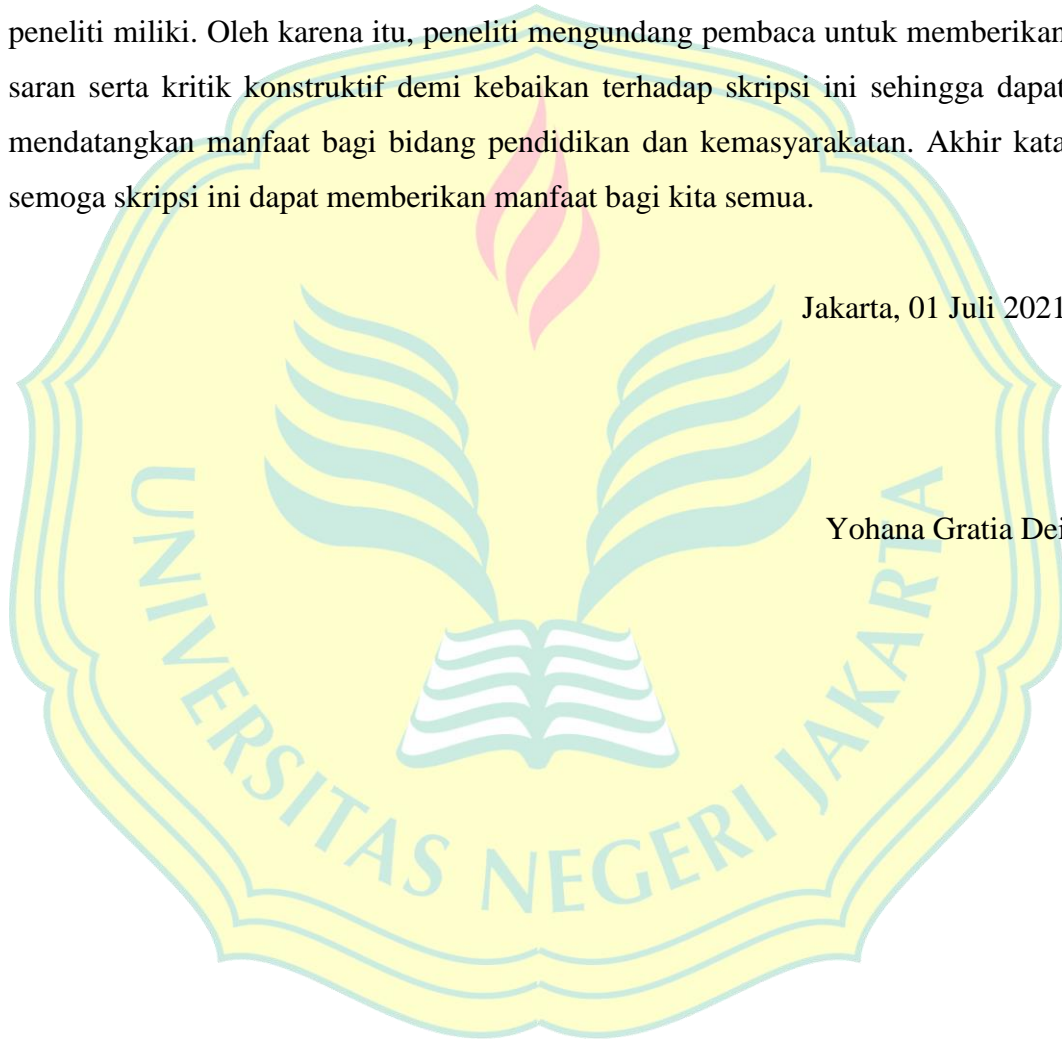 peneliti miliki. Oleh karena itu, peneliti mengundang pembaca untuk memberikan
saran serta kritik konstruktif demi kebaikan terhadap skripsi ini sehingga dapat
mendatangkan manfaat bagi bidang pendidikan dan kemasyarakatan. Akhir kata
semoga skripsi ini dapat memberikan manfaat bagi kita semua.
Jakarta, 01 Juli 2021
Yohana Gratia Dei
UNIVERSITAS NEGERI JAKARTA